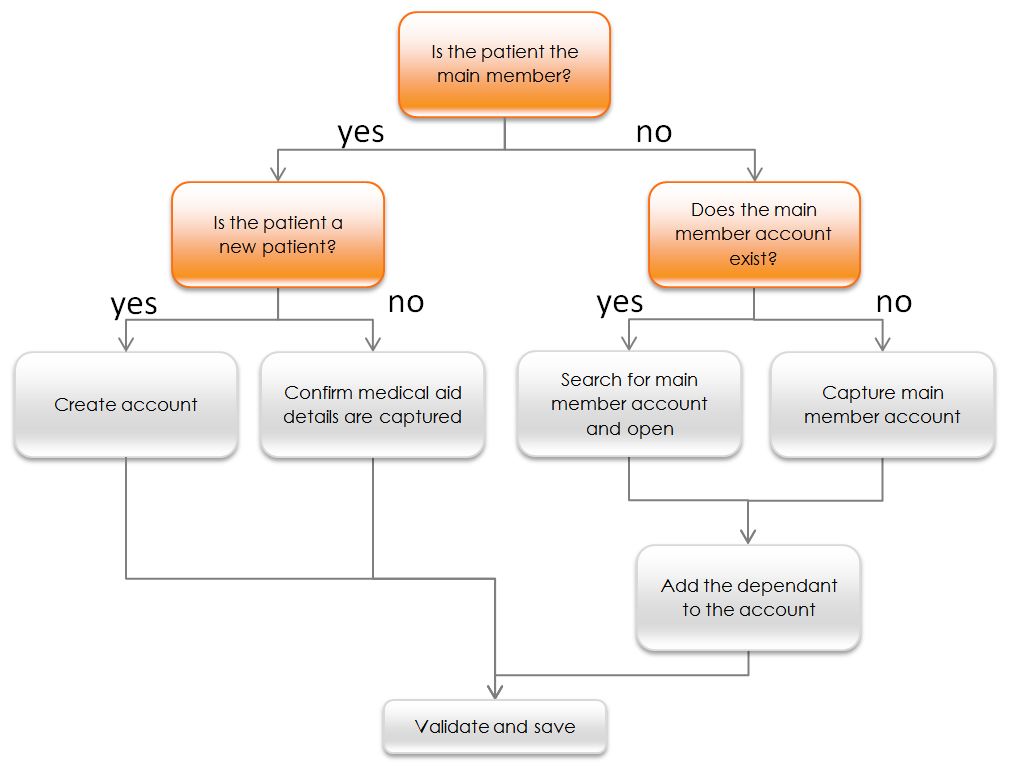 Is the patient the
main member?
yes
no
Is the patient a
new patient?
Does the main
member account
exist?
yes
no
yes
no
Create account
Confirm medical aid
details are captured
Search for main
member account
and open
Capture main
member account
Add the dependant
to the account
Validate and save